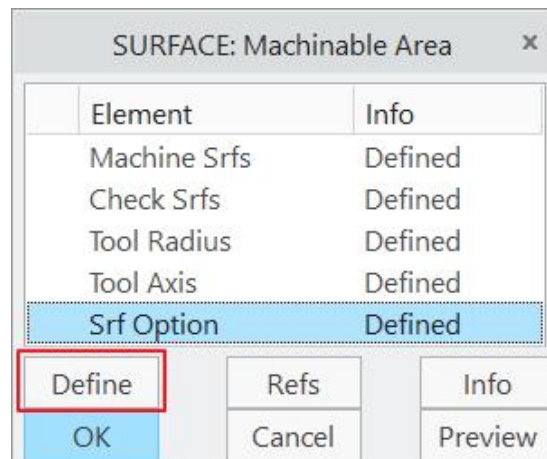 SURFACE: Machinable Area x
Element Info
Machine Srfs Defined
Check Srfs Defined
Tool Radius Defined
Tool Axis Defined
Srf Option Defined
Define Refs Info
OK Cancel Preview